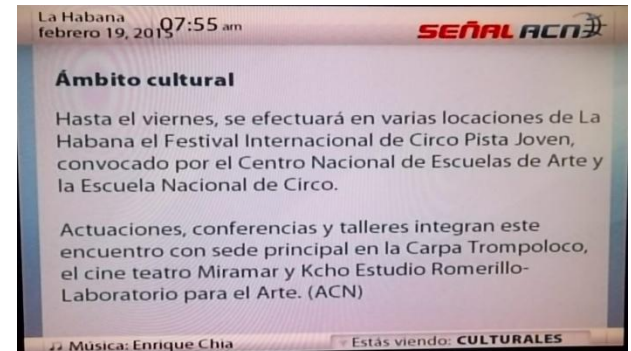 La Habana
febrero 19, 2015 07:55 am
SEÑAL ACN
Ámbito cultural
Hasta el viernes, se efectuará en varias locaciones de La
Habana el Festival Internacional de Circo Pista Joven,
convocado por el Centro Nacional de Escuelas de Arte y
la Escuela Nacional de Circo.
Actuaciones, conferencias y talleres integran este
encuentro con sede principal en la Carpa Trompoloco,
el cine teatro Miramar y Kcho Estudio Romerillo-
Laboratorio para el Arte. (ACN)
Música: Enrique Chia
Estás viendo: CULTURALES